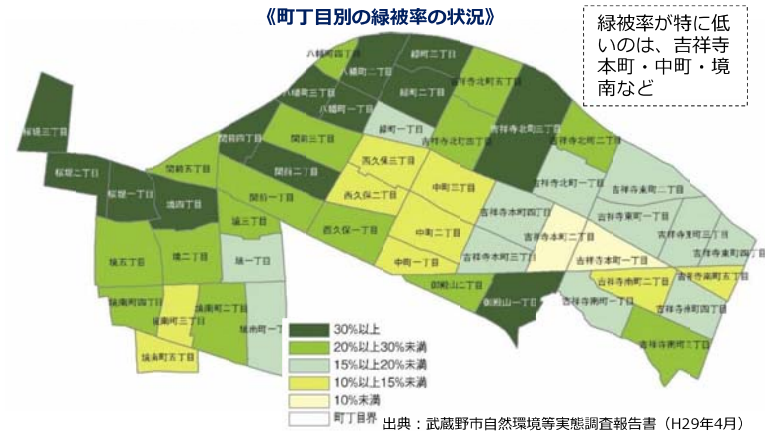 《町丁目別の緑被率の状況》
緑被率が特に低
いのは、吉祥寺
本町・中町・境
南など
八幡町四丁目
八幡町二丁目
緑町三丁目
吉祥寺北町五丁目
八幡町三丁目
緑町二丁目
八幡町一丁目
桜堤三丁目
関前四丁目
関前三丁目
緑町一丁目
吉祥寺北町四丁目
吉祥寺北町三丁目
吉祥寺北町二丁目
西久保三丁目
桜堤二丁目
関前五丁目
関前二丁目
桜堤一丁目
境四丁目
関前一丁目
西久保二丁目
中町三丁目
吉祥寺北町一丁目
吉祥寺東町二丁目
境三丁目
西久保一丁目
中町二丁目
吉祥寺本町四丁目
吉祥寺本町二丁目
吉祥寺東町一丁目
吉祥寺東町三丁目
境五丁目
境二丁目
境一丁目
中町一丁目
吉祥寺本町三丁目
吉祥寺本町一丁目
吉祥寺東町四丁目
御殿山二丁目
吉祥寺南町二丁目
吉祥寺南町五丁目
境南町四丁目
境南町三丁目
境南町二丁目
境南町一丁
御殿山一丁目
吉祥寺南町一丁目
吉祥寺南町四丁目
境南町五丁目
吉祥寺南町三丁目
30%以上
20%以上30%未満
15%以上20%未満
10%以上15%未満
10%未満
町丁目界
出典：武蔵野市自然環境等実態調査報告書（H29年4月）